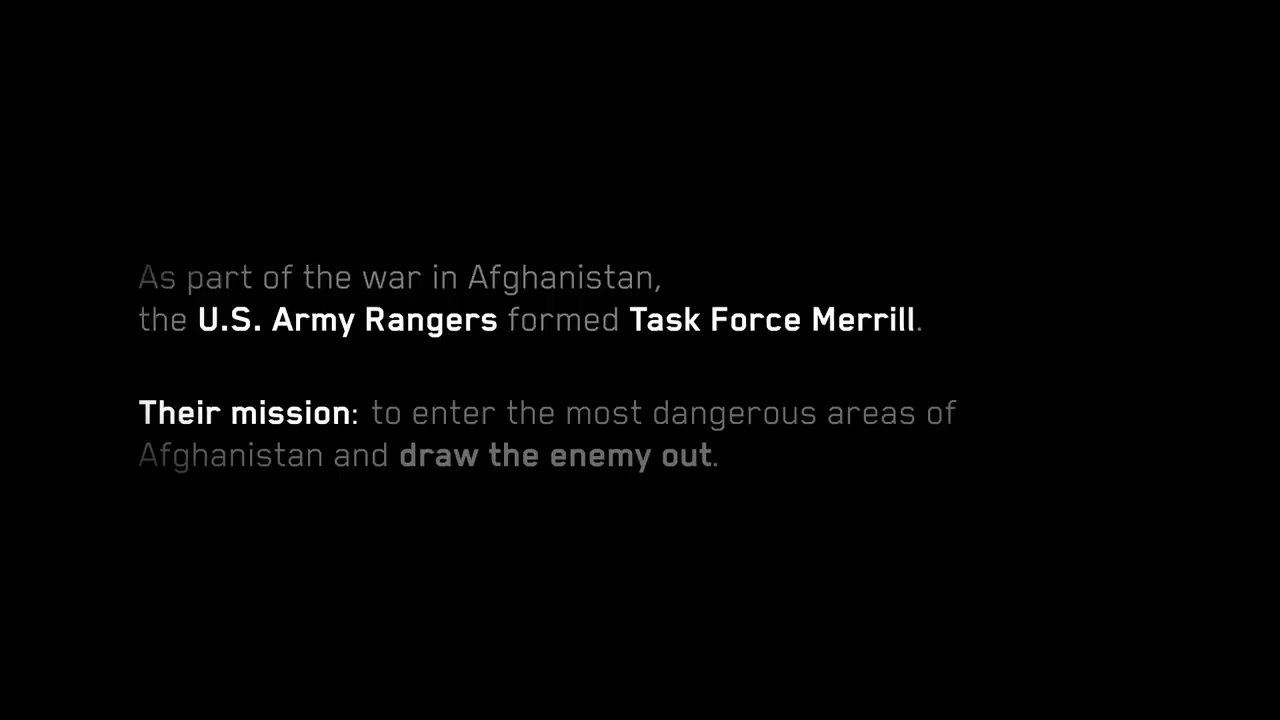 As part of the war in Afghanistan,
the U.S. Army Rangers formed Task Force Merrill.
Their mission: to enter the most dangerous areas of
Afghanistan and draw the enemy out.